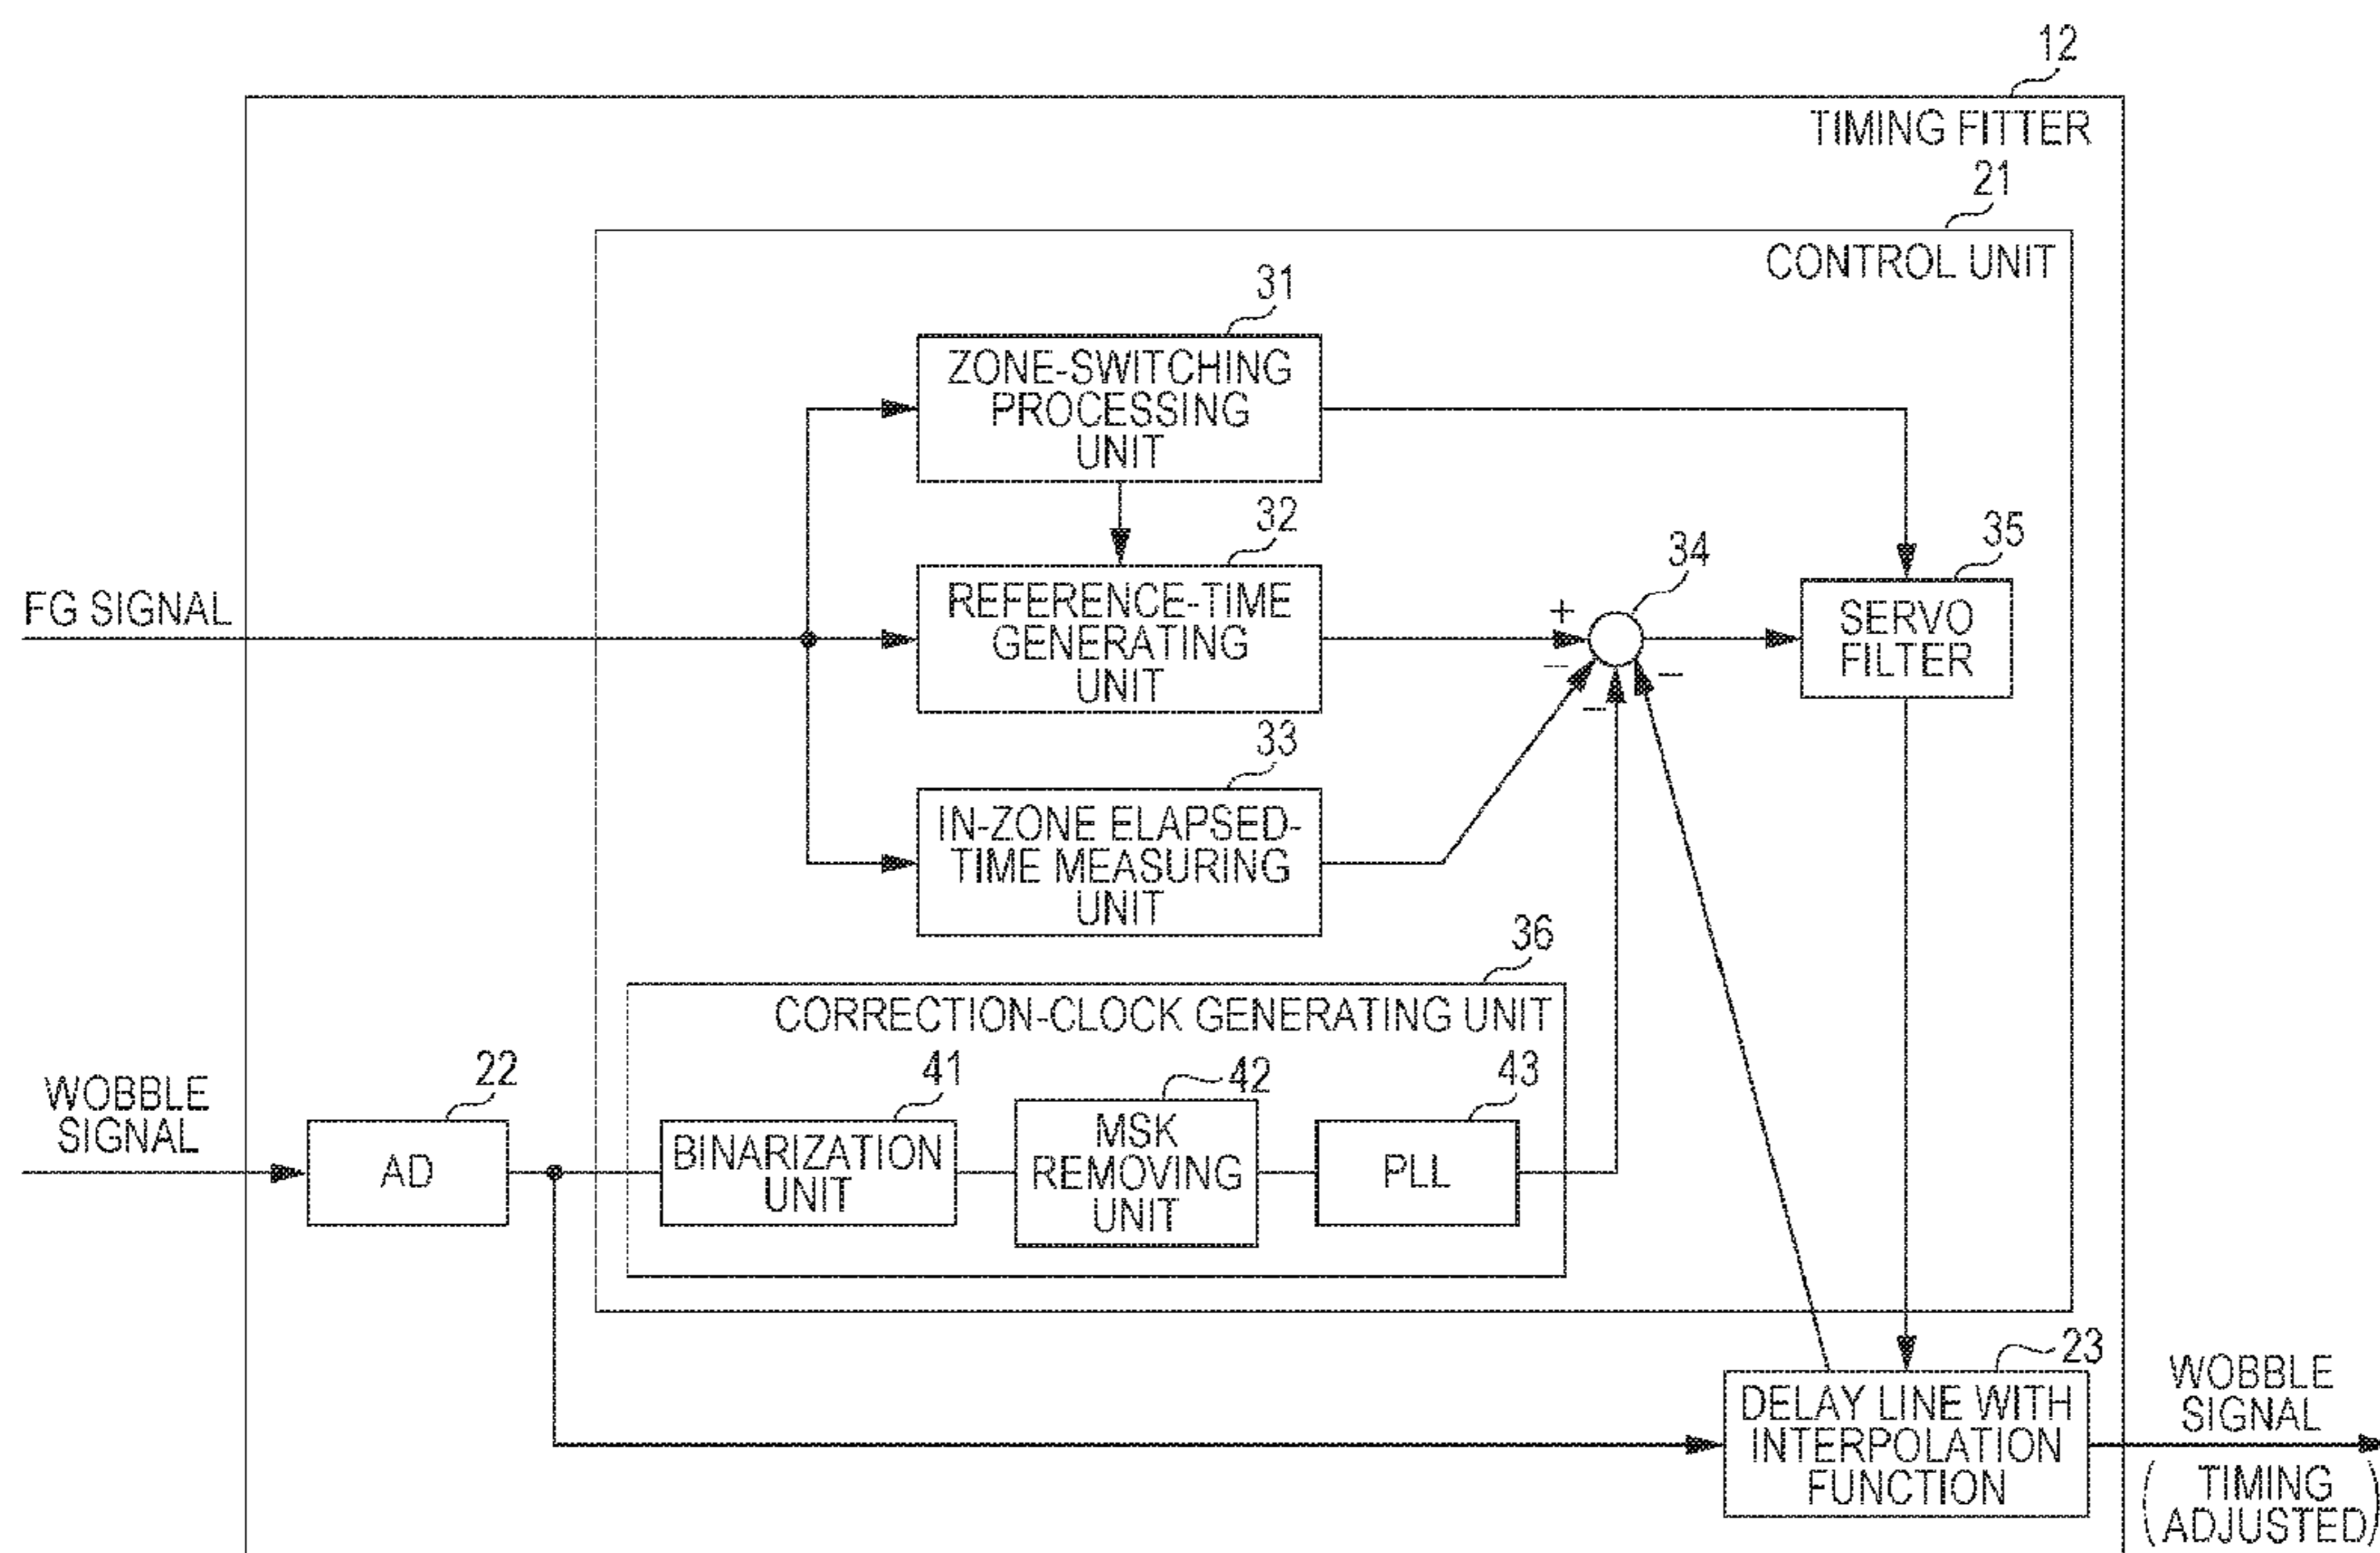 12
TIMING FITTER
21
CONTROL UNIT
31
ZONE-SWITCHING
PROCESSING
UNIT
32
34
35
FG SIGNAL
REFERENCE-TIME
GENERATING
UNIT
+
−
−
−
SERVO
FILTER
33
IN-ZONE ELAPSED-
TIME MEASURING
UNIT
36
CORRECTION-CLOCK GENERATING UNIT
WOBBLE
SIGNAL
22
AD
41
BINARIZATION
UNIT
42
MSK
REMOVING
UNIT
43
PLL
23
DELAY LINE WITH
INTERPOLATION
FUNCTION
WOBBLE
SIGNAL
(TIMING
ADJUSTED)